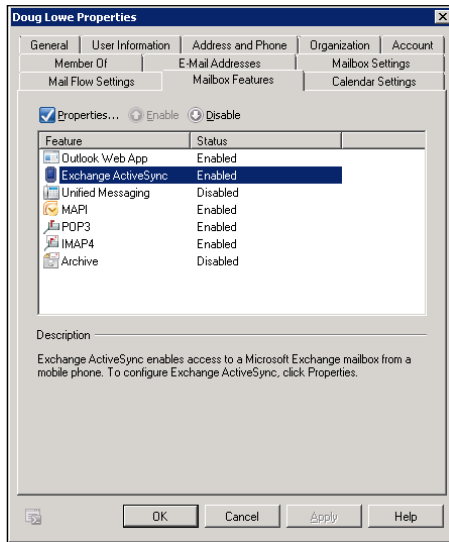 Doug Lowe Properties
General User Information Address and Phone Organization Account
Member Of E-Mail Addresses Mailbox Settings
Mail Flow Settings Mailbox Features Calendar Settings
Properties... Enable Disable
Feature Status
Outlook Web App Enabled
Exchange ActiveSync Enabled
Unified Messaging Disabled
MAPI Enabled
POP3 Enabled
IMAP4 Enabled
Archive Disabled
Description
Exchange ActiveSync enables access to a Microsoft Exchange mailbox from a
mobile phone. To configure Exchange ActiveSync, click Properties.
OK Cancel Apply Help